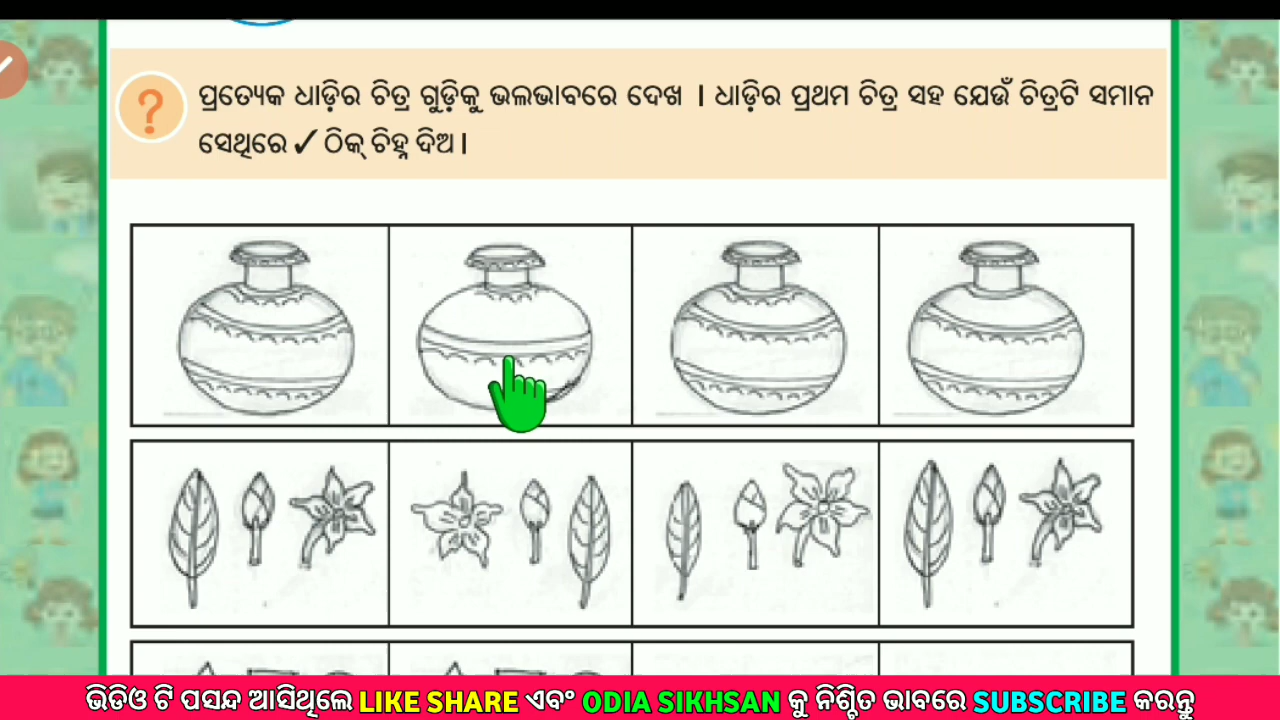 ପ୍ରତ୍ୟେକ ଧାଡ଼ିର ଚିତ୍ର ଗୁଡ଼ିକୁ ଭଲଭାବରେ ଦେଖ । ଧାଡ଼ିର ପ୍ରଥମ ଚିତ୍ର ସହ ଯେଉଁ ଚିତ୍ରଟି ସମାନ
ସେଥିରେ ✓ ଠିକ୍ ଚିହ୍ନ ଦିଅ ।
ଭିଡିଓ ଟି ପସନ୍ଦ ଆସିଥିଲେ LIKE SHARE ଏବଂ ODIA SIKHSAN କୁ ନିଶ୍ଚିତ ଭାବରେ SUBSCRIBE କରନ୍ତୁ